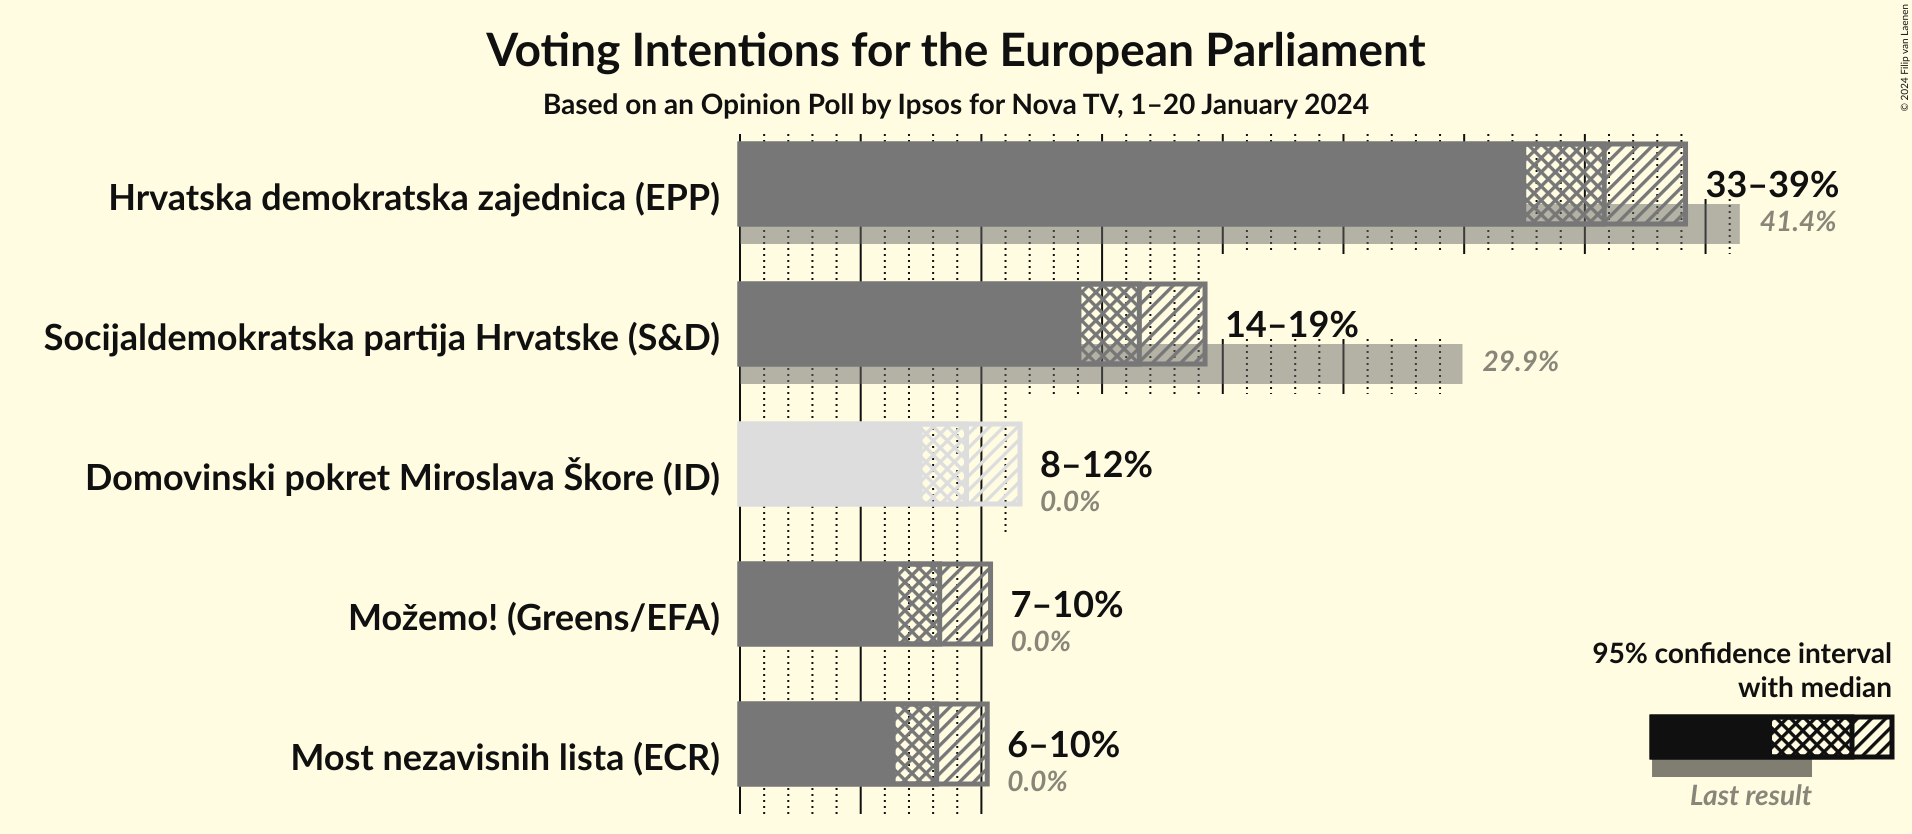 Voting Intentions for the European Parliament
Based on an Opinion Poll by Ipsos for Nova TV, 1–20 January 2024
© 2024 Filip van Laenen
Hrvatska demokratska zajednica (EPP)
33–39%
41.4%
Socijaldemokratska partija Hrvatske (S&D)
14–19%
29.9%
Domovinski pokret Miroslava Škore (ID)
8–12%
0.0%
Možemo! (Greens/EFA)
7–10%
0.0%
Most nezavisnih lista (ECR)
6–10%
0.0%
95% confidence interval
with median
Last result